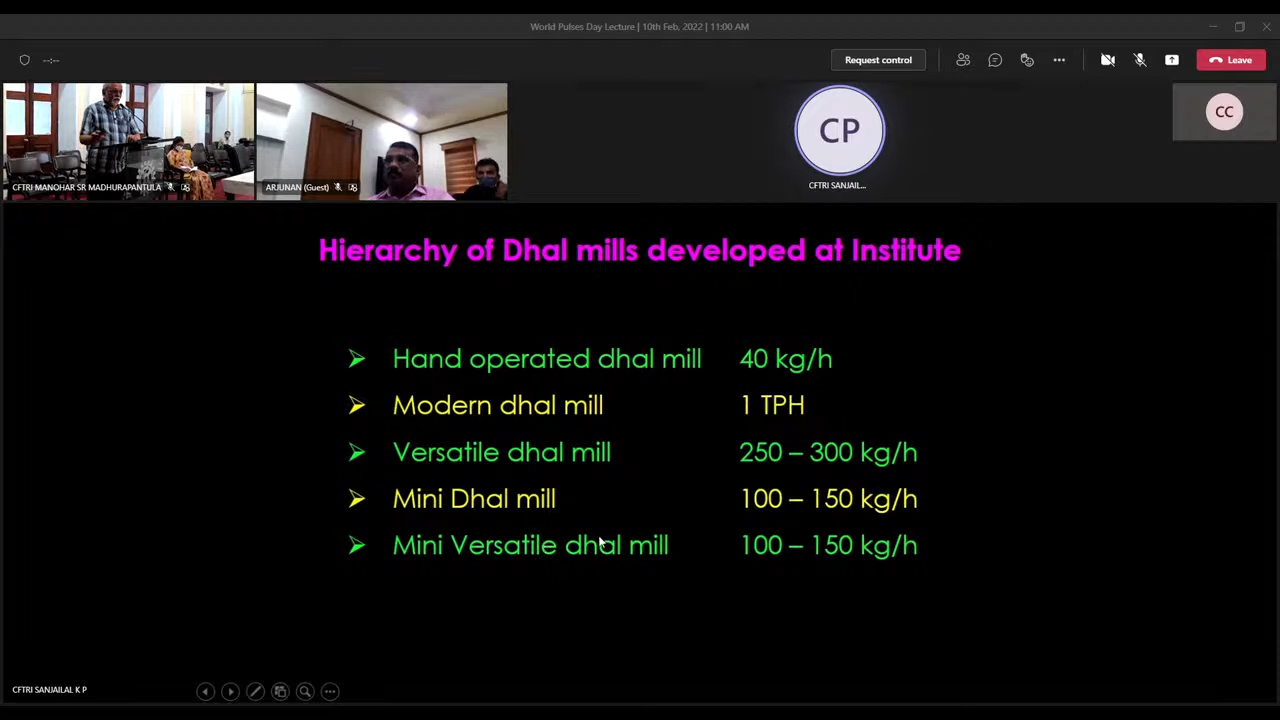 World Pulses Day Lecture | 10th Feb, 2022 | 11:00 AM
--:--
Request control
Leave
CP
CC
CFTRI MANOHAR SR MADHURAPANTULA
ARJUNAN (Guest)
CFTRI SANJAIL...
Hierarchy of Dhal mills developed at Institute
Hand operated dhal mill 40 kg/h
Modern dhal mill 1 TPH
Versatile dhal mill 250 – 300 kg/h
Mini Dhal mill 100 – 150 kg/h
Mini Versatile dhal mill 100 – 150 kg/h
CFTRI SANJAILAL K P